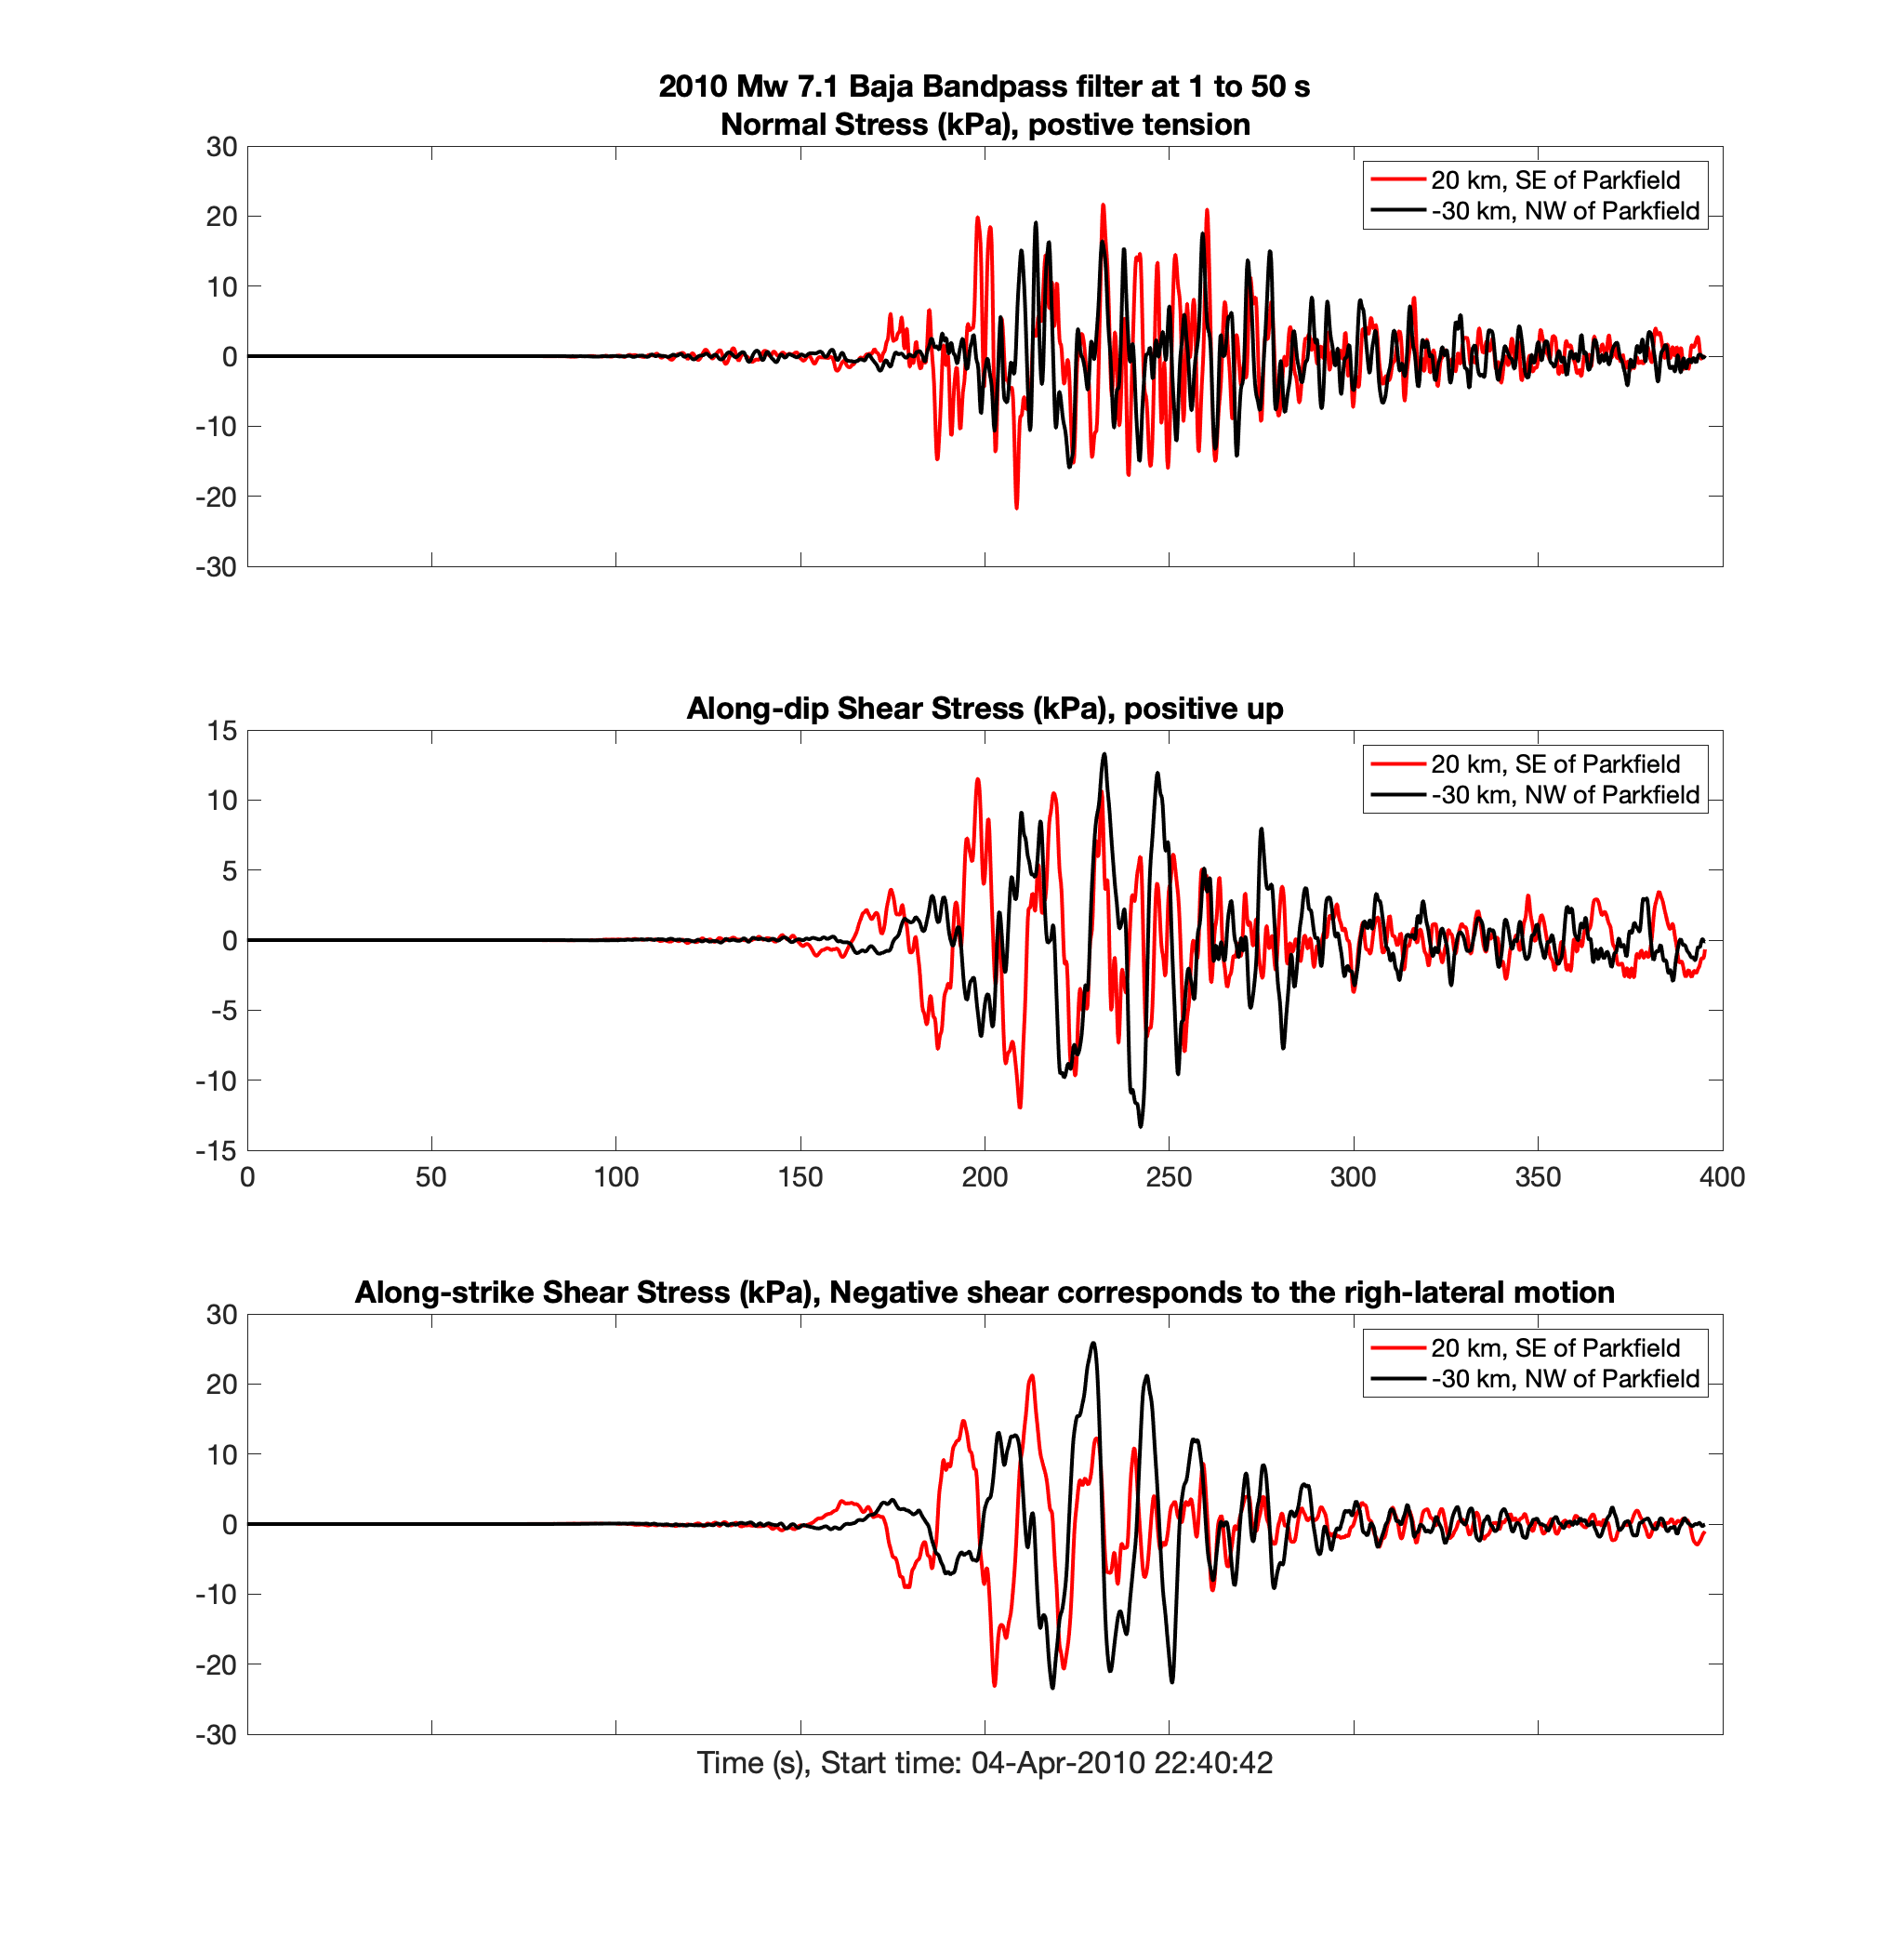 2010 Mw 7.1 Baja Bandpass filter at 1 to 50 s
Normal Stress (kPa), postive tension
30
20
10
0
-10
-20
-30
20 km, SE of Parkfield
-30 km, NW of Parkfield
Along-dip Shear Stress (kPa), positive up
15
10
5
0
-5
-10
-15
20 km, SE of Parkfield
-30 km, NW of Parkfield
0 50 100 150 200 250 300 350 400
Along-strike Shear Stress (kPa), Negative shear corresponds to the righ-lateral motion
30
20
10
0
-10
-20
-30
20 km, SE of Parkfield
-30 km, NW of Parkfield
Time (s), Start time: 04-Apr-2010 22:40:42